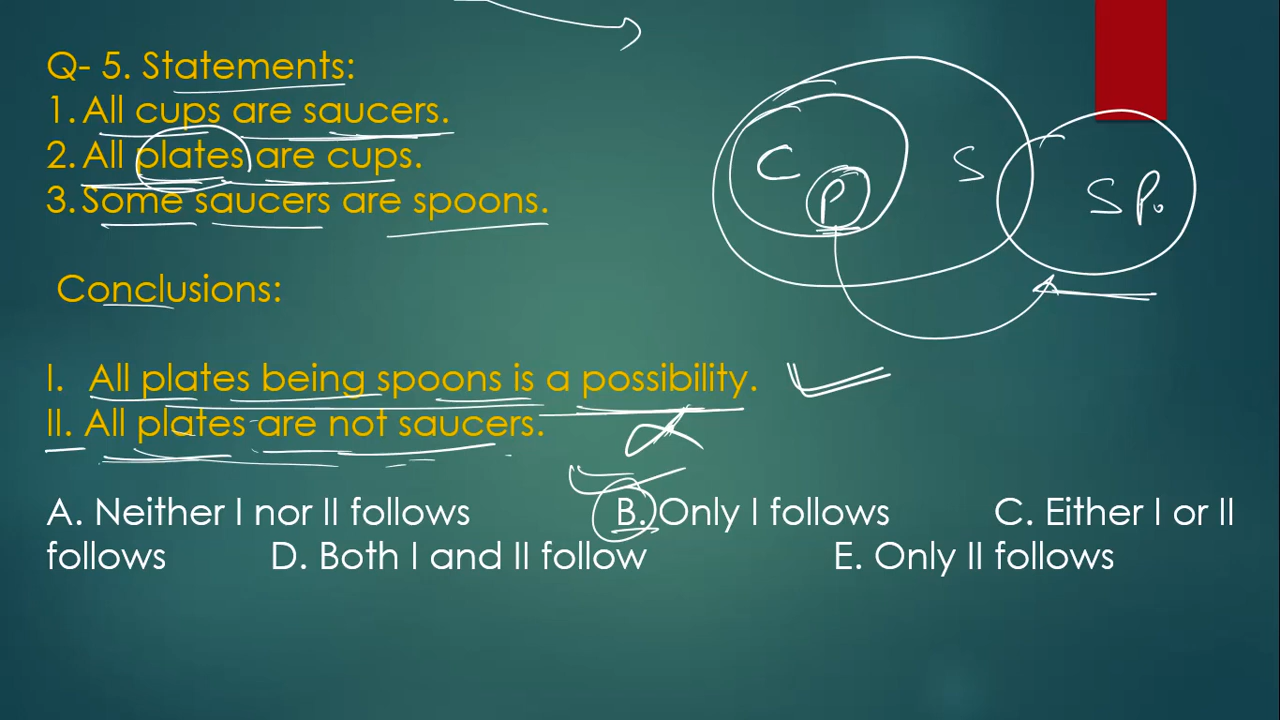 Q- 5. Statements:
1. All cups are saucers.
2. All plates are cups.
3. Some saucers are spoons.
C
P
S
SP.
Conclusions:
I. All plates being spoons is a possibility.
II. All plates are not saucers.
A. Neither I nor II follows B. Only I follows C. Either I or II
follows D. Both I and II follow E. Only II follows